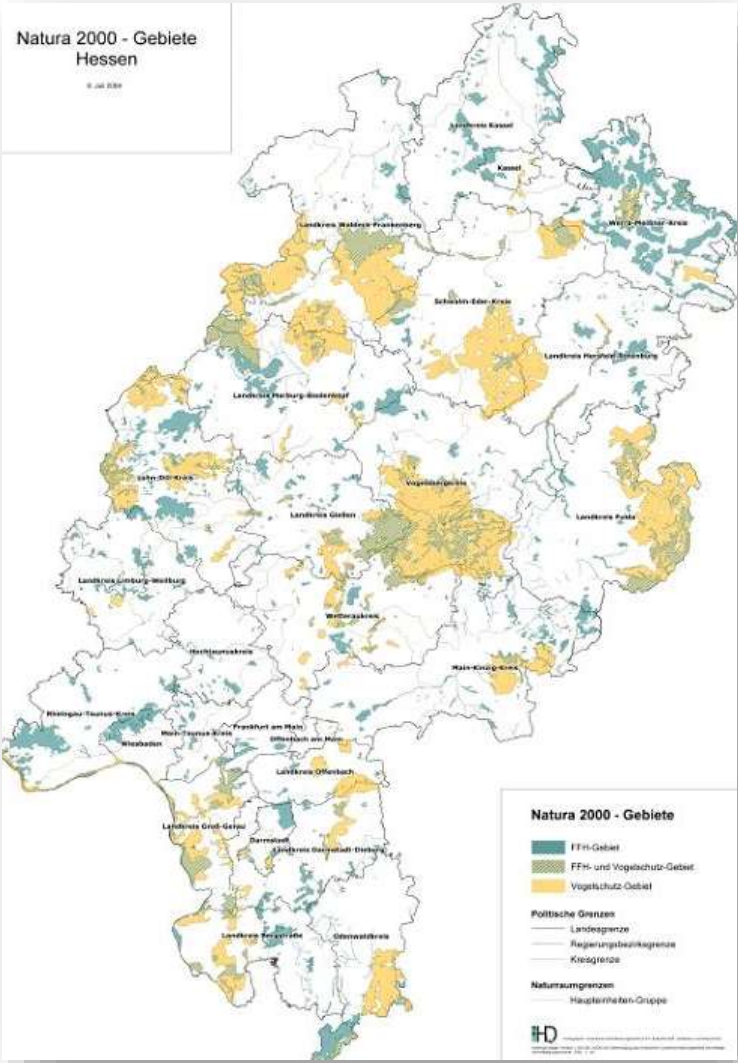 Natura 2000 - Gebiete
Hessen
Landkreis Kassel
Kassel
Werra-Meißner-Kreis
Landkreis Waldeck-Frankenberg
Schwalm-Eder-Kreis
Landkreis Hersfeld-Rotenburg
Landkreis Marburg-Biedenkopf
Lahn-Dill-Kreis
Vogelsbergkreis
Landkreis Gießen
Landkreis Fulda
Landkreis Limburg-Weilburg
Wetteraukreis
Hochtaunuskreis
Main-Kinzig-Kreis
Rheingau-Taunus-Kreis
Main-Taunus-Kreis
Frankfurt am Main
Wiesbaden
Offenbach am Main
Landkreis Offenbach
Landkreis Groß-Gerau
Darmstadt
Landkreis Darmstadt-Dieburg
Landkreis Bergstraße
Odenwaldkreis
Natura 2000 - Gebiete
FFH-Gebiet
FFH- und Vogelschutz-Gebiet
Vogelschutz-Gebiet
Politische Grenzen
Landesgrenze
Regierungsbezirksgrenze
Kreisgrenze
Naturraumgrenzen
Haupteinheiten-Gruppe